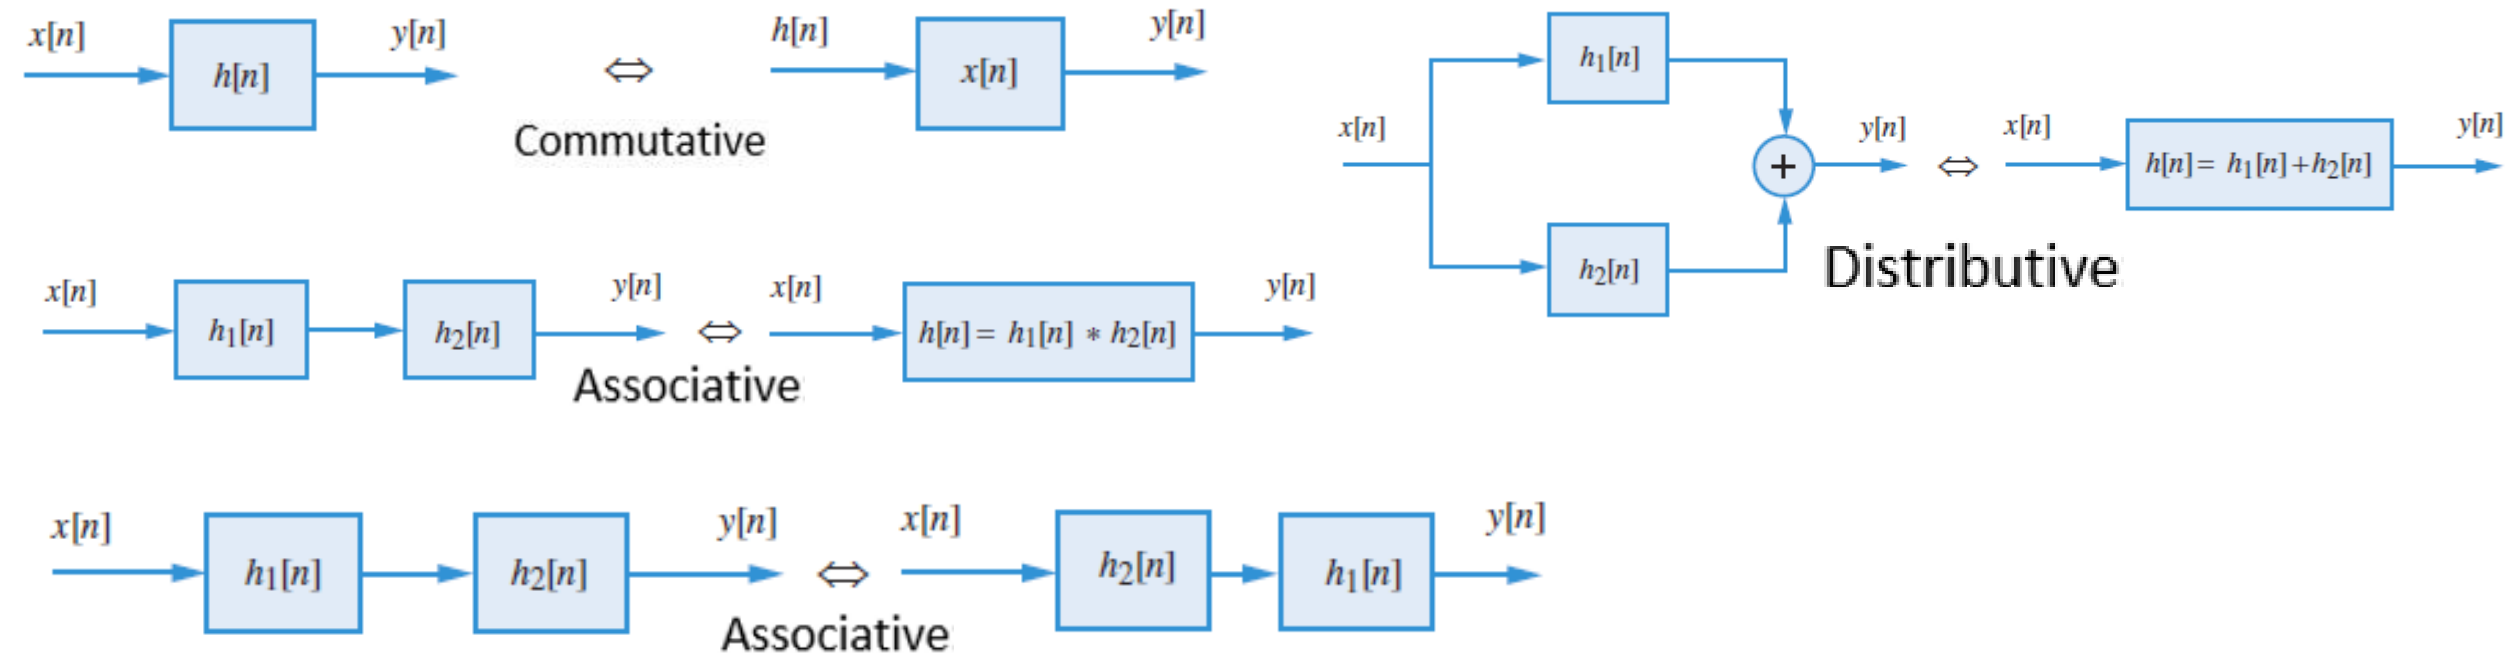 x[n] h[n] y[n] ⇔ h[n] x[n] y[n]
Commutative
x[n] h₁[n] h₂[n] + y[n] ⇔ x[n] h[n]= h₁[n]+h₂[n] y[n]
Distributive
x[n] h₁[n] h₂[n] y[n] ⇔ x[n] h[n]= h₁[n] * h₂[n] y[n]
Associative
x[n] h₁[n] h₂[n] y[n] ⇔ x[n] h₂[n] h₁[n] y[n]
Associative